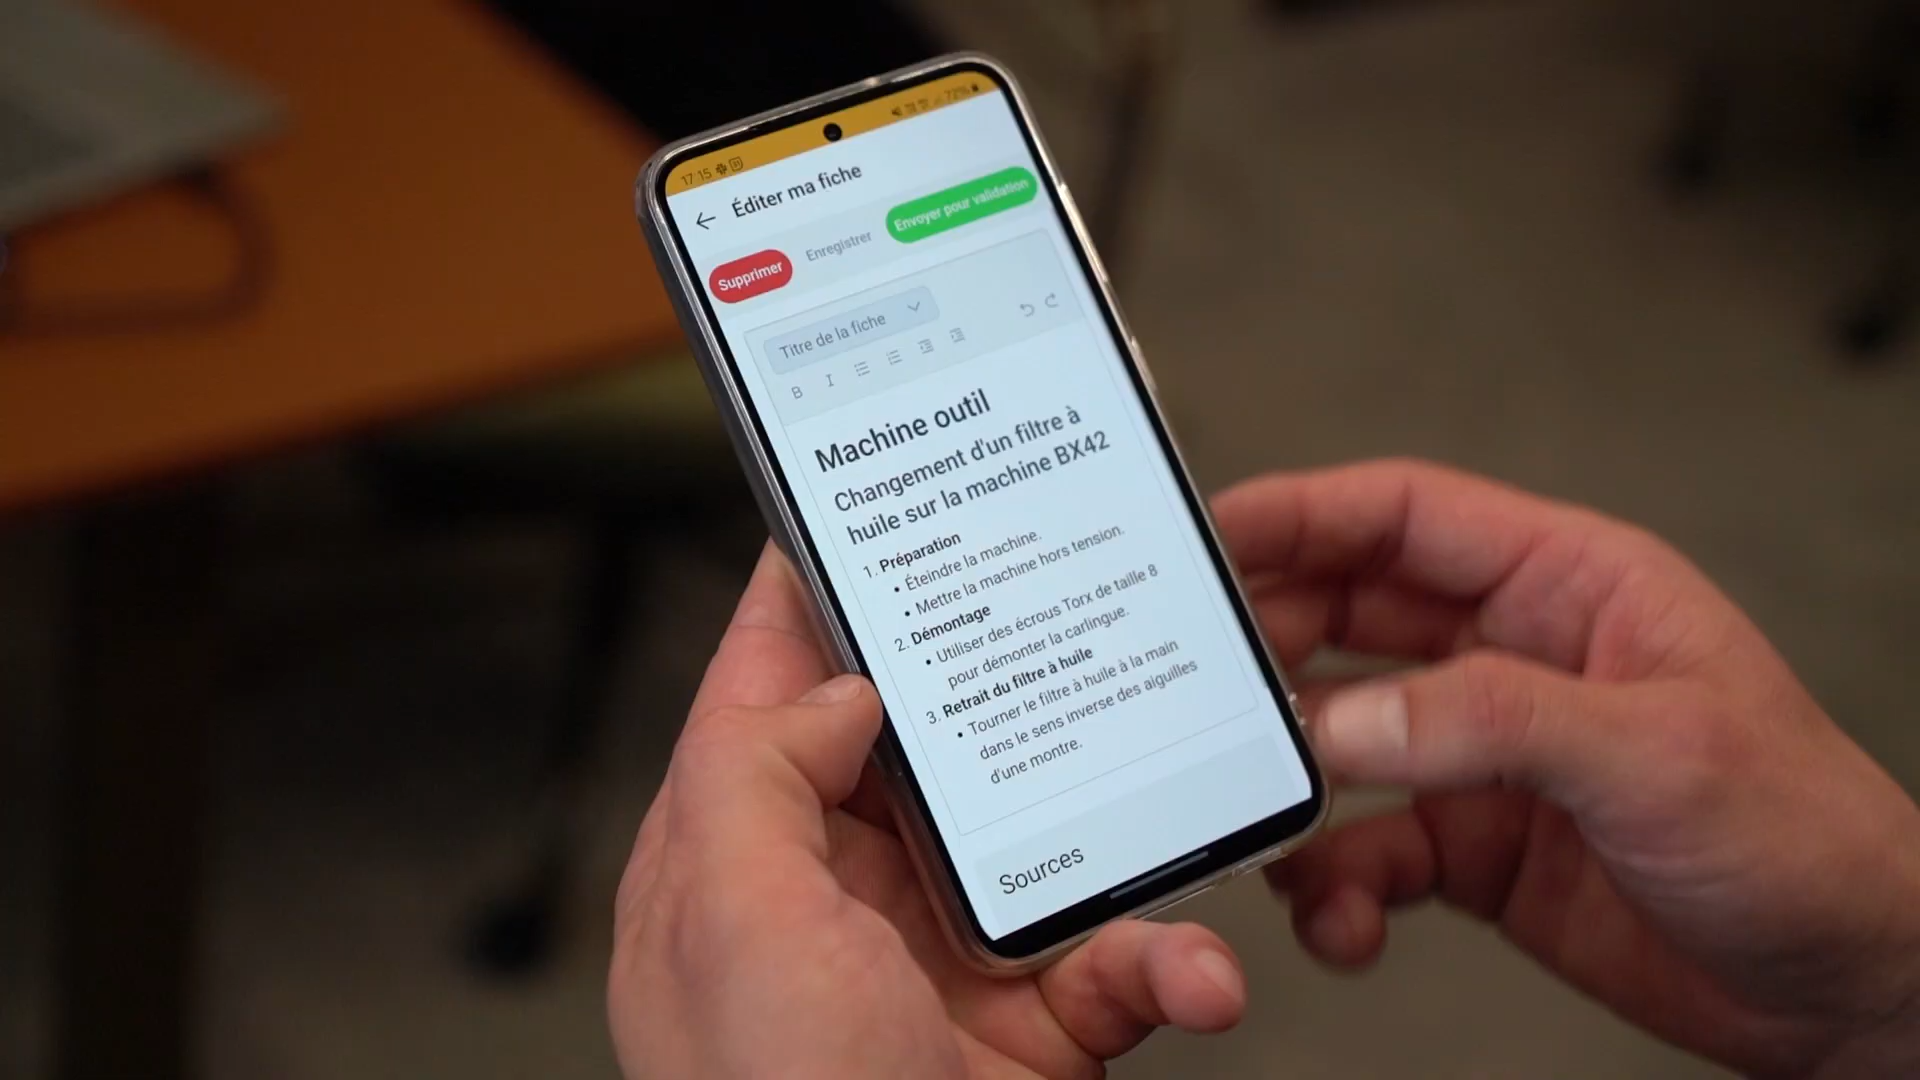 17:15 72%
Éditer ma fiche
Supprimer Enregistrer Envoyer pour validation
Titre de la fiche
B I
Machine outil
Changement d'un filtre à
huile sur la machine BX42
1. Préparation
• Éteindre la machine.
• Mettre la machine hors tension.
2. Démontage
• Utiliser des écrous Torx de taille 8
pour démonter la carlingue.
3. Retrait du filtre à huile
• Tourner le filtre à huile à la main
dans le sens inverse des aiguilles
d'une montre.
Sources